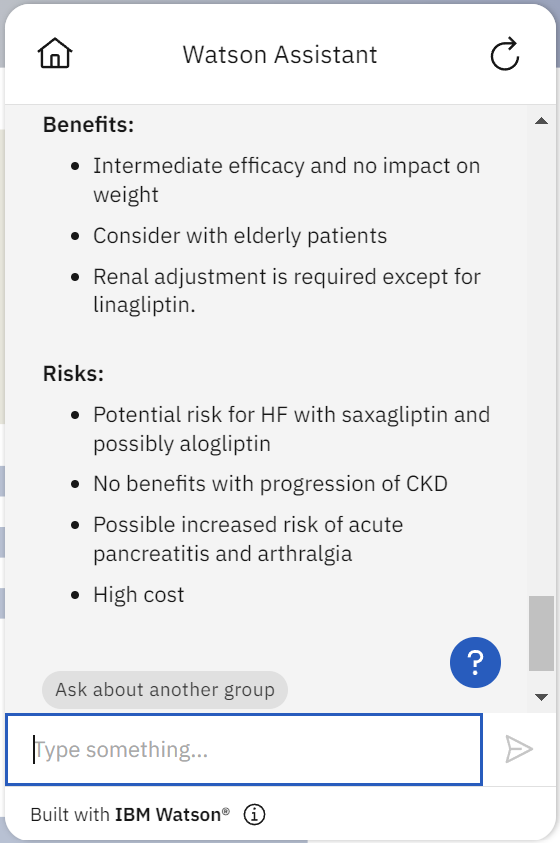 Watson Assistant
Benefits:
• Intermediate efficacy and no impact on
weight
• Consider with elderly patients
• Renal adjustment is required except for
linagliptin.
Risks:
• Potential risk for HF with saxagliptin and
possibly alogliptin
• No benefits with progression of CKD
• Possible increased risk of acute
pancreatitis and arthralgia
• High cost
?
Ask about another group
Type something...
Built with IBM Watson® i